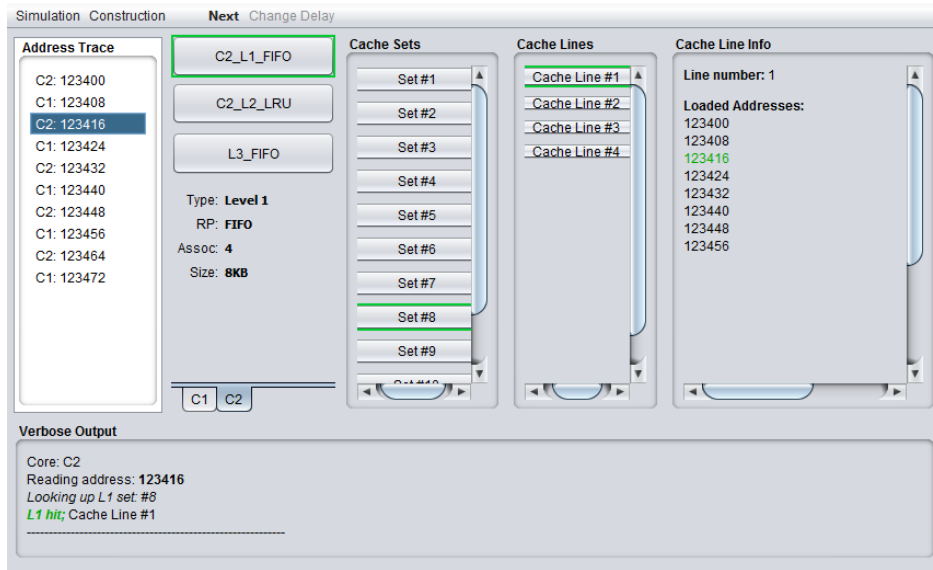 Simulation Construction Next Change Delay
Address Trace
C2: 123400
C1: 123408
C2: 123416
C1: 123424
C2: 123432
C1: 123440
C2: 123448
C1: 123456
C2: 123464
C1: 123472
C2_L1_FIFO
C2_L2_LRU
L3_FIFO
Type: Level 1
RP: FIFO
Assoc: 4
Size: 8KB
C1 C2
Cache Sets
Set #1
Set #2
Set #3
Set #4
Set #5
Set #6
Set #7
Set #8
Set #9
Set #10
Cache Lines
Cache Line #1
Cache Line #2
Cache Line #3
Cache Line #4
Cache Line Info
Line number: 1
Loaded Addresses:
123400
123408
123416
123424
123432
123440
123448
123456
Verbose Output
Core: C2
Reading address: 123416
Looking up L1 set: #8
L1 hit; Cache Line #1
----------------------------------------------------------------